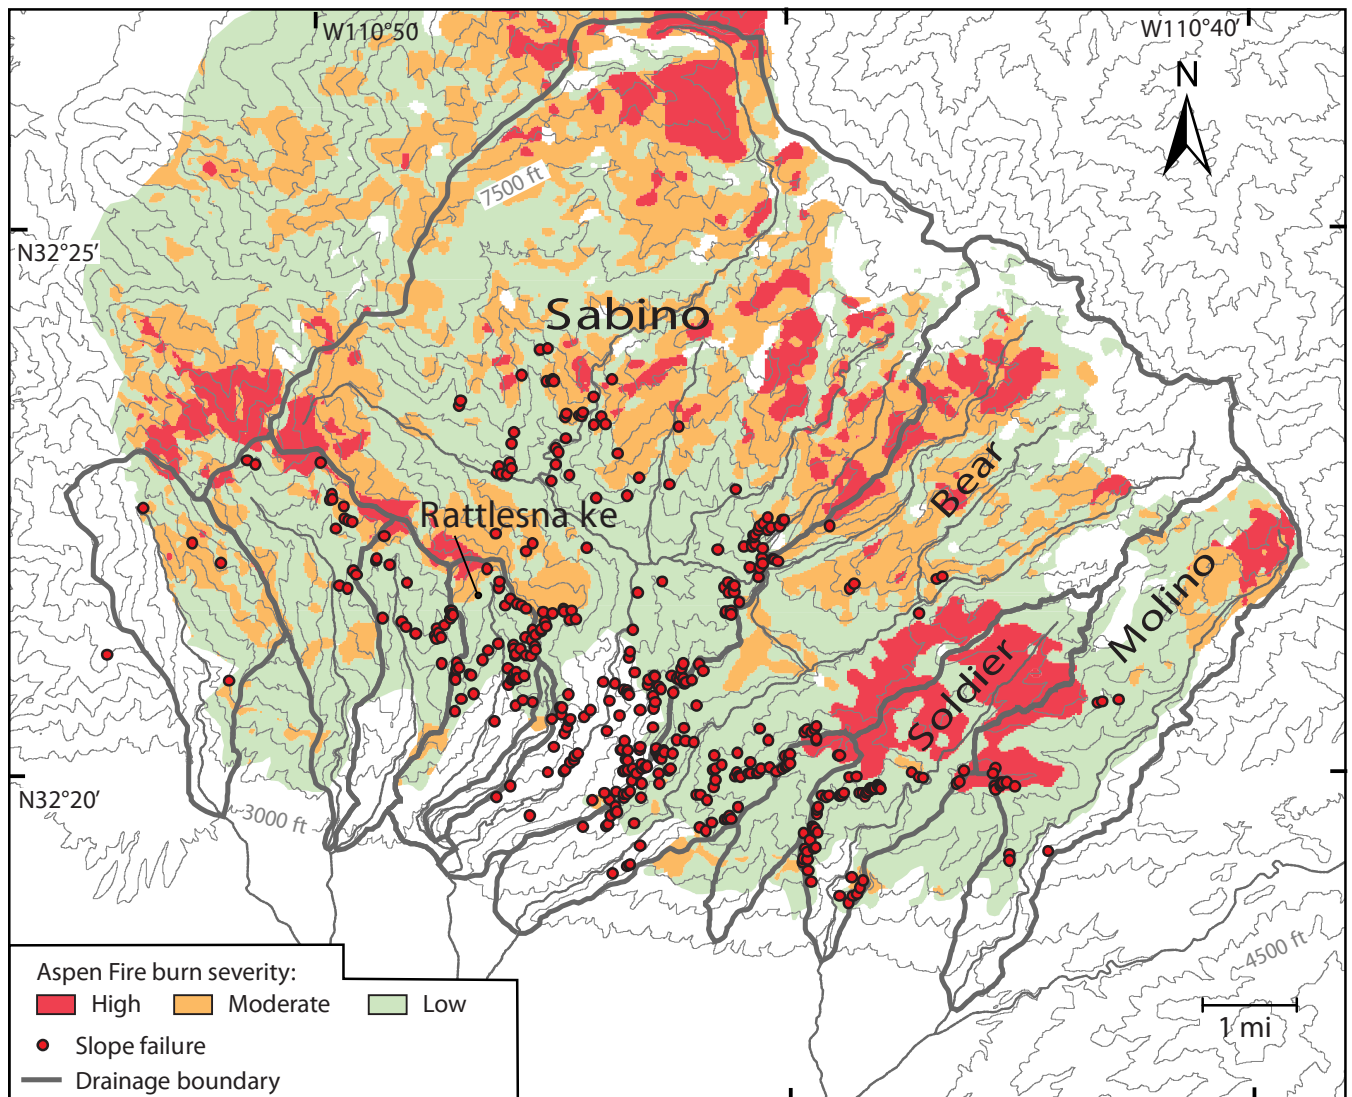 W110°50'
W110°40'
N
7500 ft
N32°25'
Sabino
Bear
Rattlesna ke
Molino
Soldier
N32°20'
3000 ft
4500 ft
Aspen Fire burn severity:
High Moderate Low
Slope failure
Drainage boundary
1 mi